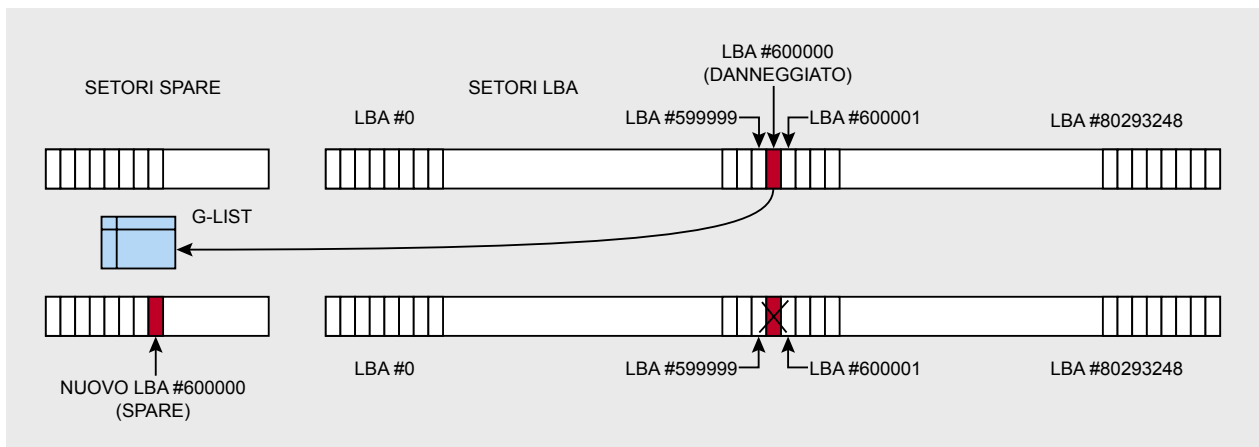 LBA #600000
(DANNEGGIATO)
SETORI SPARE
SETORI LBA
LBA #0
LBA #599999
LBA #600001
LBA #80293248
G-LIST
LBA #0
LBA #599999
LBA #600001
LBA #80293248
NUOVO LBA #600000
(SPARE)